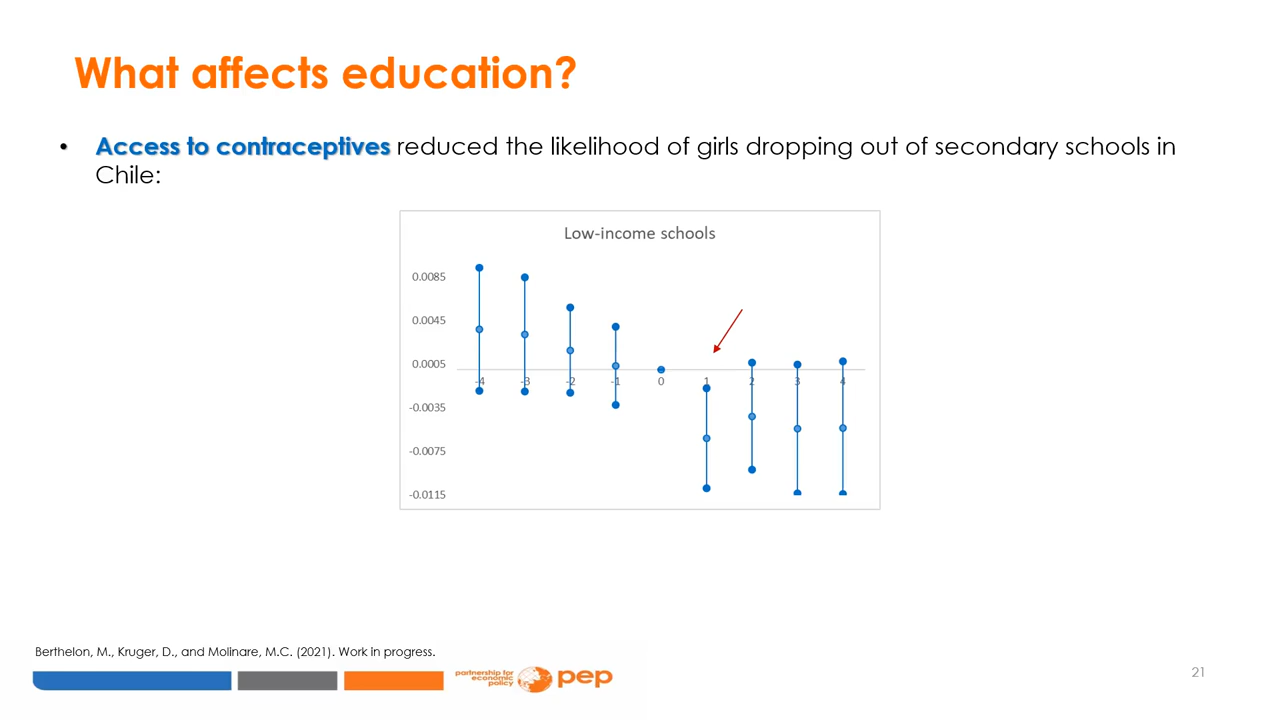 What affects education?
• Access to contraceptives reduced the likelihood of girls dropping out of secondary schools in
Chile:
Low-income schools
0.0085
0.0045
0.0005
-4 -3 -2 -1 0 1 2 3 4
-0.0035
-0.0075
-0.0115
Berthelon, M., Kruger, D., and Molinare, M.C. (2021). Work in progress.
partnership for
economic
policy
pep
21